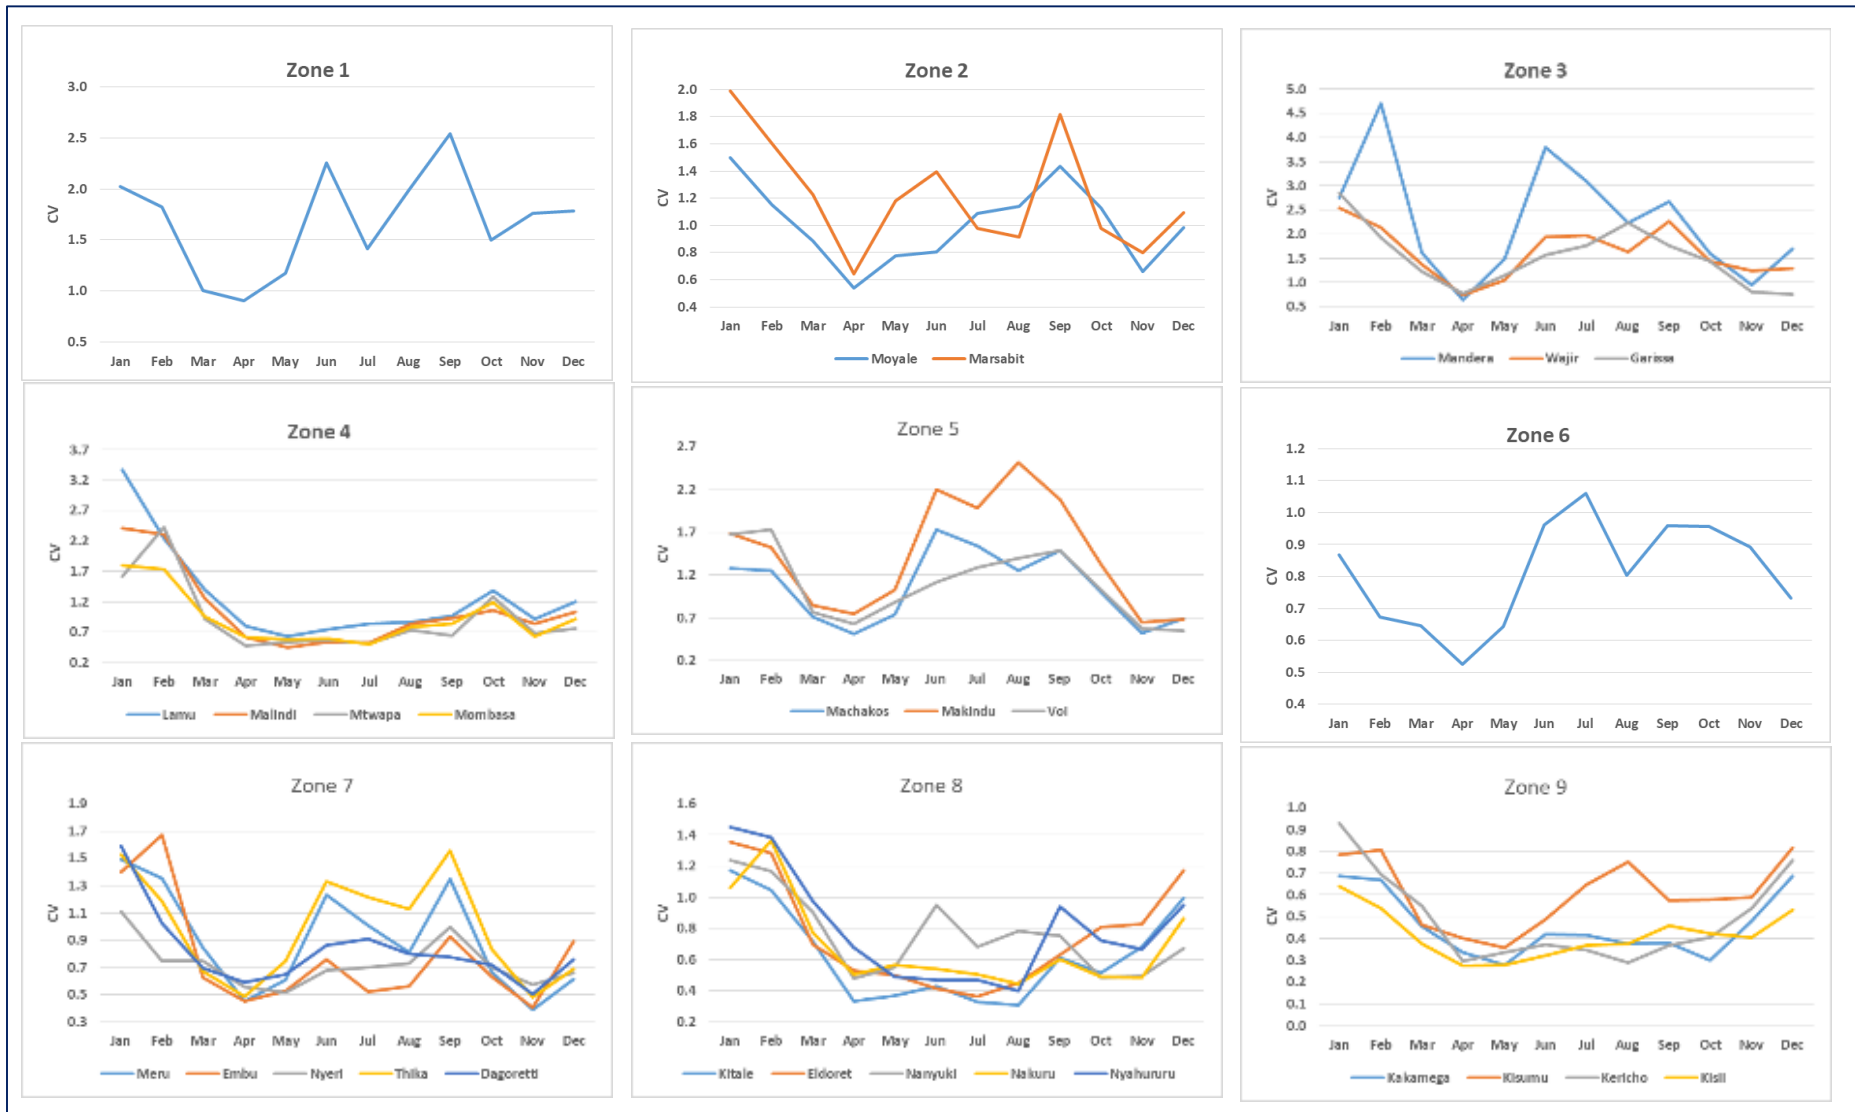 Zone 1
3.0
2.5
2.0
1.5
1.0
0.5
CV
Jan Feb Mar Apr May Jun Jul Aug Sep Oct Nov Dec
Zone 2
2.0
1.8
1.6
1.4
1.2
1.0
0.8
0.6
0.4
CV
Jan Feb Mar Apr May Jun Jul Aug Sep Oct Nov Dec
Moyale Marsabit
Zone 3
5.0
4.5
4.0
3.5
3.0
2.5
2.0
1.5
1.0
0.5
CV
Jan Feb Mar Apr May Jun Jul Aug Sep Oct Nov Dec
Mandera Wajir Garissa
Zone 4
3.7
3.2
2.7
2.2
1.7
1.2
0.7
0.2
CV
Jan Feb Mar Apr May Jun Jul Aug Sep Oct Nov Dec
Lamu Malindi Mtwapa Mombasa
Zone 5
2.7
2.2
1.7
1.2
0.7
0.2
CV
Jan Feb Mar Apr May Jun Jul Aug Sep Oct Nov Dec
Machakos Makindu Voi
Zone 6
1.2
1.1
1.0
0.9
0.8
0.7
0.6
0.5
0.4
CV
Jan Feb Mar Apr May Jun Jul Aug Sep Oct Nov Dec
Zone 7
1.9
1.7
1.5
1.3
1.1
0.9
0.7
0.5
0.3
CV
Jan Feb Mar Apr May Jun Jul Aug Sep Oct Nov Dec
Meru Embu Nyeri Thika Dagoretti
Zone 8
1.6
1.4
1.2
1.0
0.8
0.6
0.4
0.2
CV
Jan Feb Mar Apr May Jun Jul Aug Sep Oct Nov Dec
Kitale Eldoret Nanyuki Nakuru Nyahururu
Zone 9
1.0
0.9
0.8
0.7
0.6
0.5
0.4
0.3
0.2
0.1
0.0
CV
Jan Feb Mar Apr May Jun Jul Aug Sep Oct Nov Dec
Kakamega Kisumu Kericho Kisii